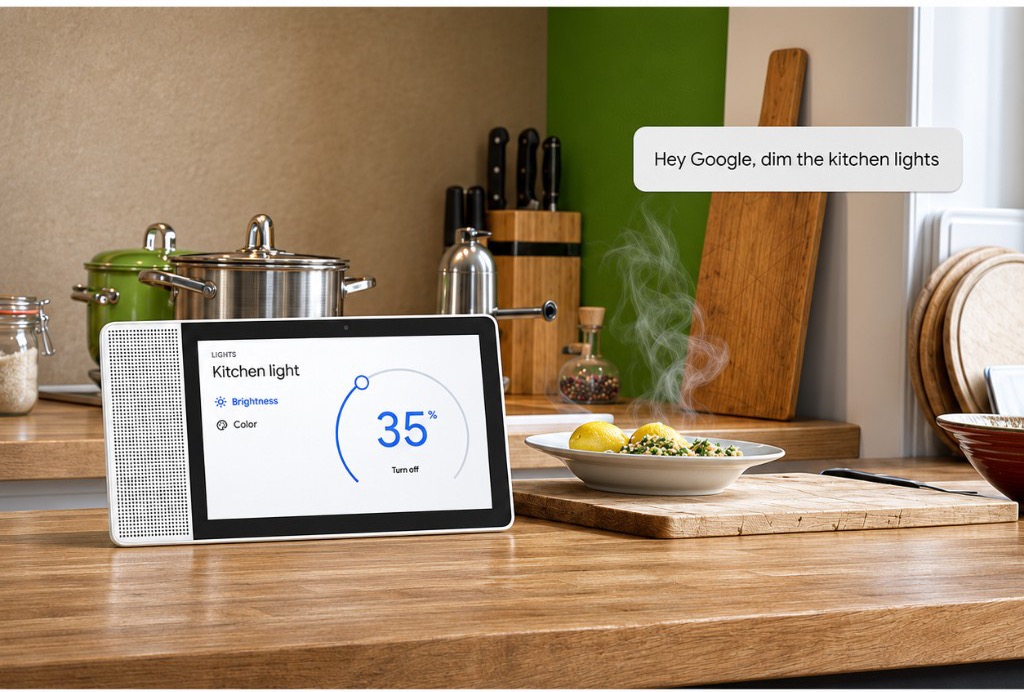 Hey Google, dim the kitchen lights
LIGHTS
Kitchen light
Brightness
Color
35%
Turn off